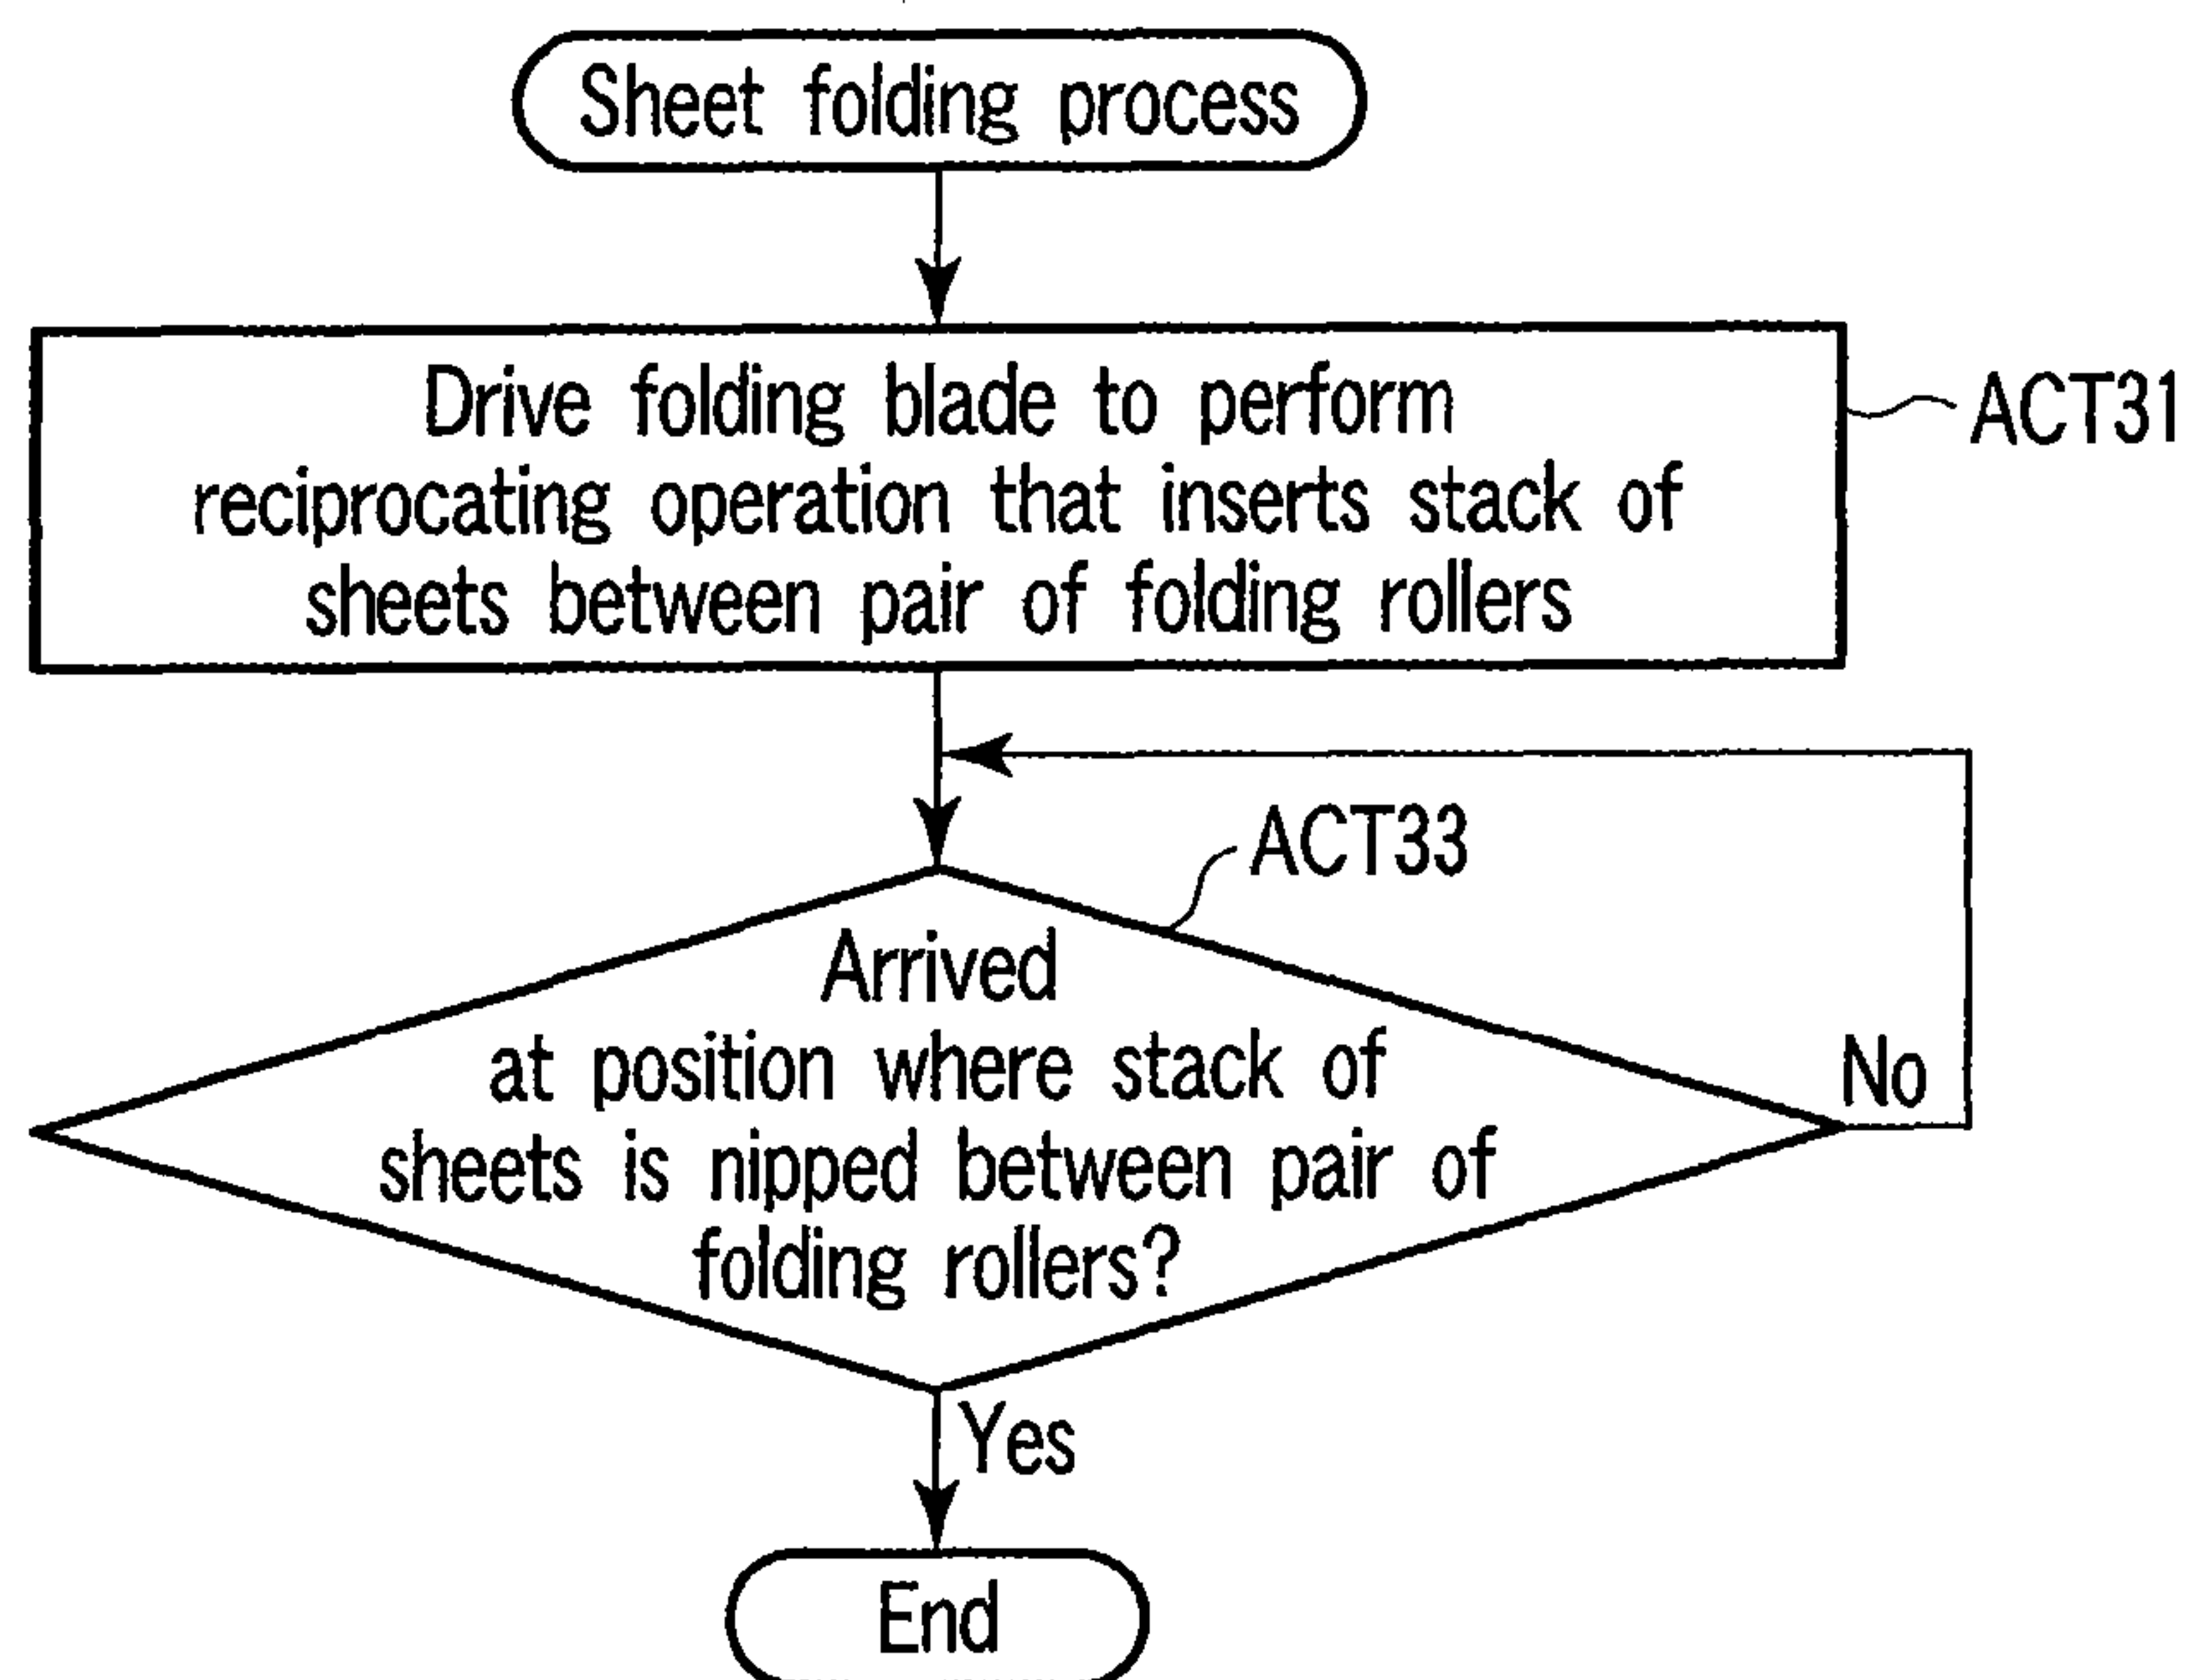 Sheet folding process
Drive folding blade to perform
reciprocating operation that inserts stack of
sheets between pair of folding rollers
ACT31
ACT33
Arrived
at position where stack of
sheets is nipped between pair of
folding rollers?
No
Yes
End